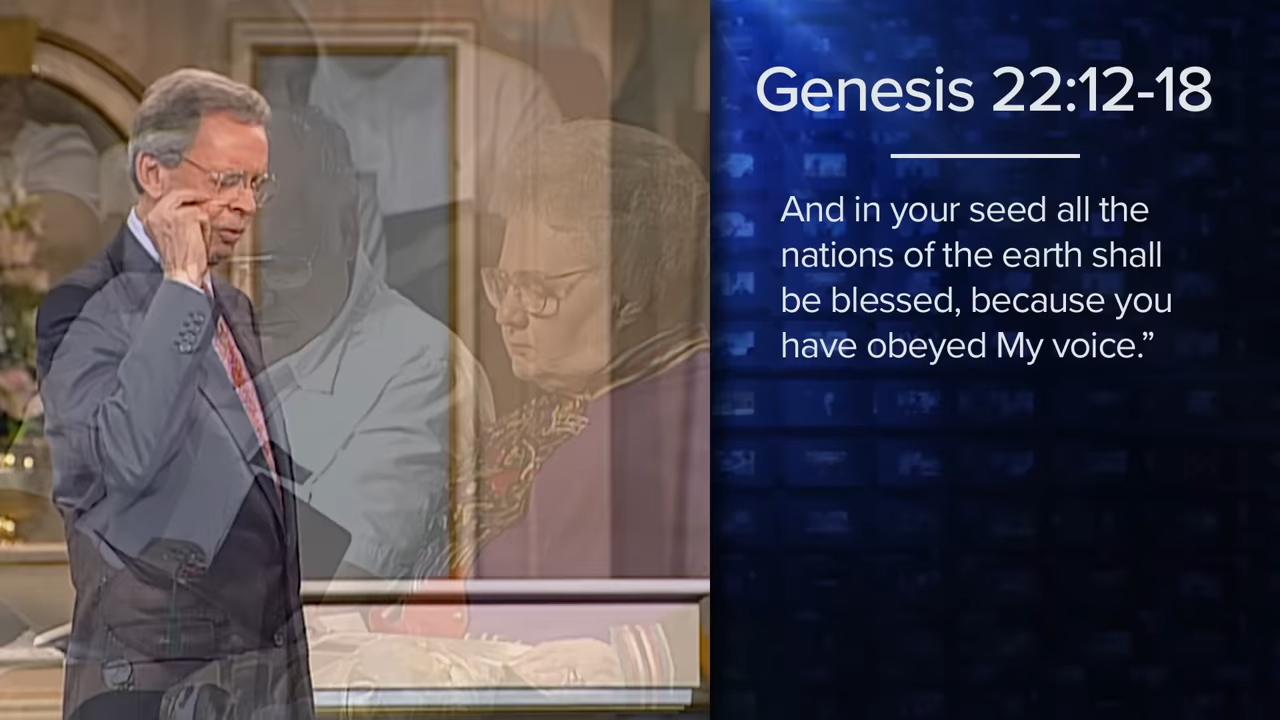 Genesis 22:12-18
And in your seed all the
nations of the earth shall
be blessed, because you
have obeyed My voice.”